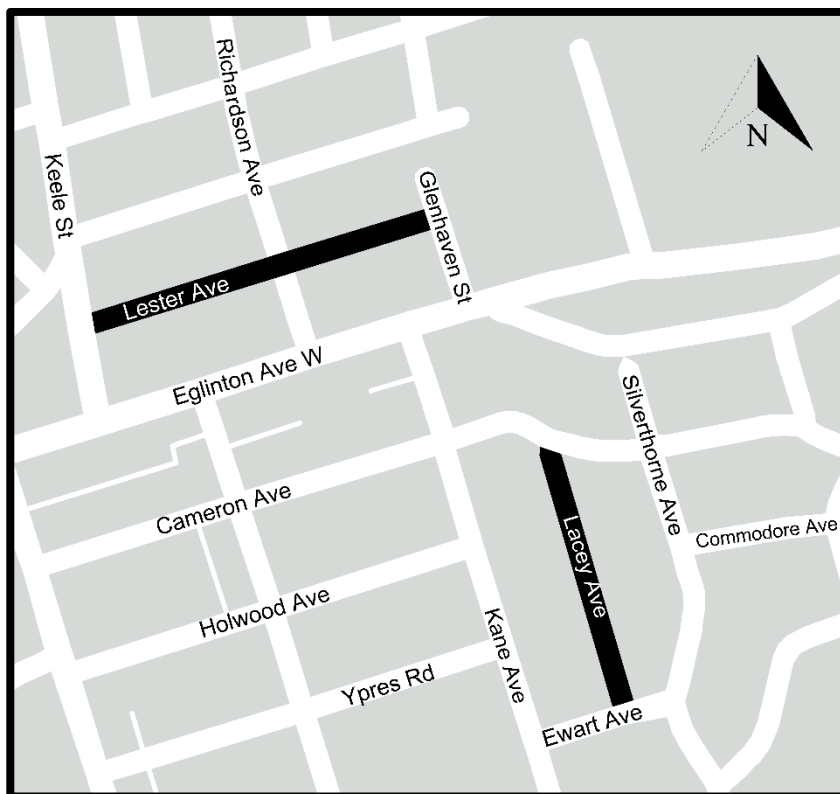 Richardson Ave
N
Keele St
Glenhaven St
Lester Ave
Eglinton Ave W
Silverthorne Ave
Cameron Ave
Lacey Ave
Commodore Ave
Holwood Ave
Kane Ave
Ypres Rd
Ewart Ave